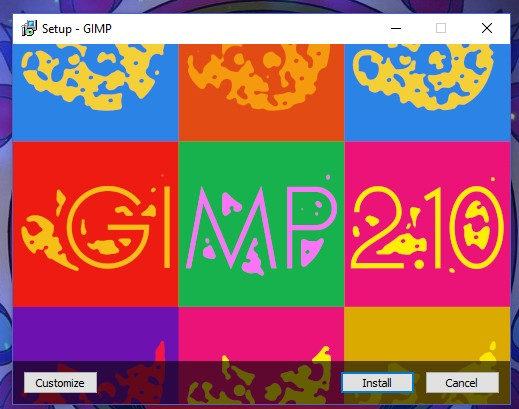 Setup - GIMP
GIMP 2.10
Customize Install Cancel